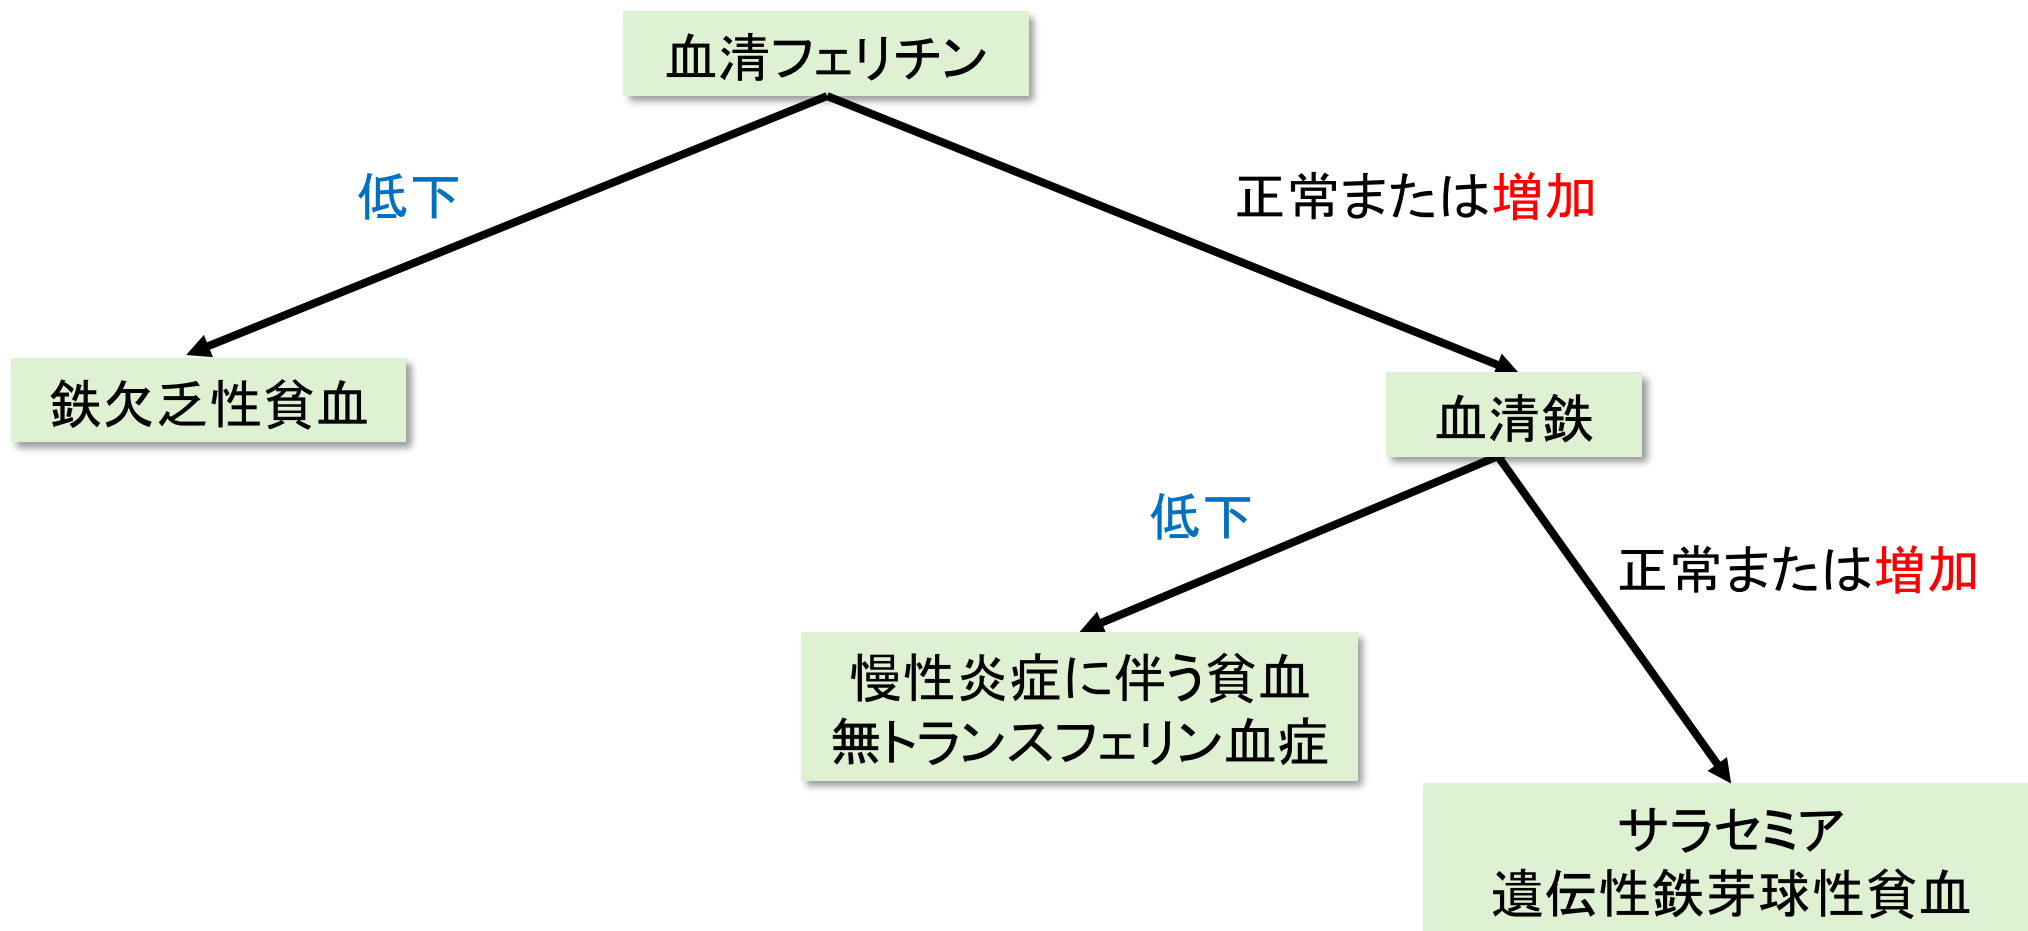 血清フェリチン
低下
正常または増加
鉄欠乏性貧血
血清鉄
低下
正常または増加
慢性炎症に伴う貧血
無トランスフェリン血症
サラセミア
遺伝性鉄芽球性貧血